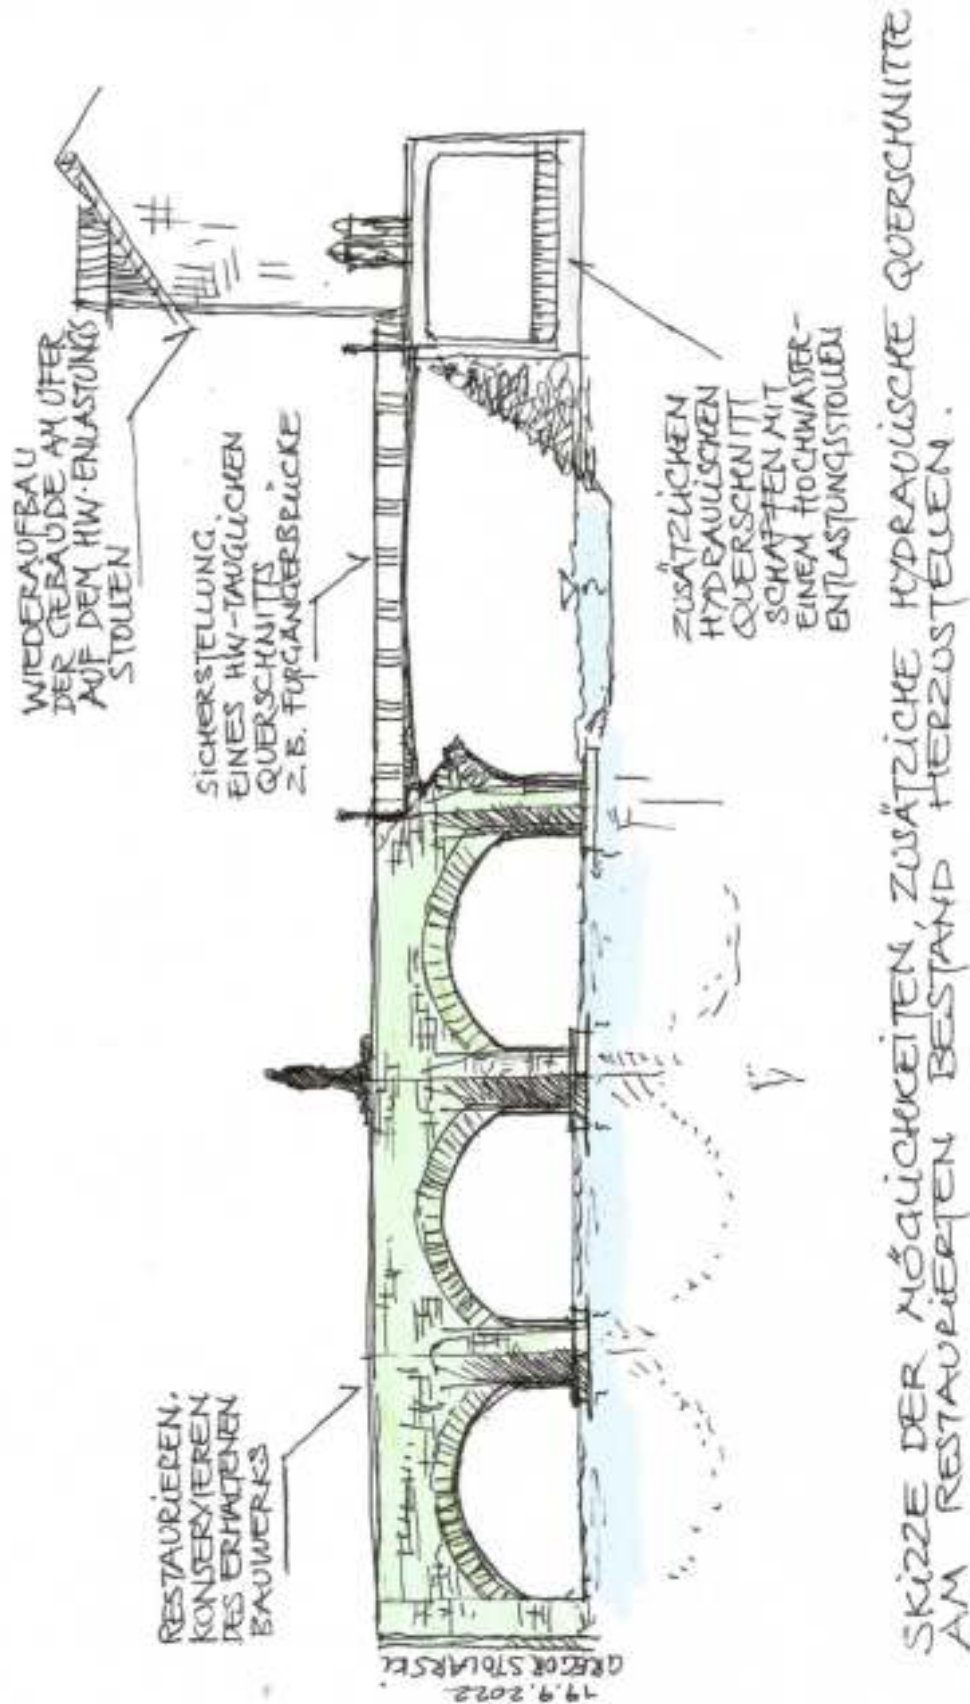 RESTAURIEREN.
KONSERVIEREN
DES ERHALTENEN
BAUWERKS
SICHERSTELLUNG
EINES HW-TAUGLICHEN
QUERSCHNITTS
Z.B. FUßGÄNGERBRÜCKE
WIEDERAUFBAU
DER GEBÄUDE AM UFER
AUF DEM HW-ENLASTUNGS
STOLLEN
ZUSÄTZLICHEN
HYDRAULISCHEN
QUERSCHNITT
SCHAFFEN MIT
EINEM HOCHWASSER-
ENTLASTUNGSSTOLLEN
19.9.2022
GREGOR STOLARSKI
SKIZZE DER MÖGLICHKEITEN, ZUSÄTZLICHE HYDRAULISCHE QUERSCHNITTE
AM RESTAURIERTEN BESTAND HERZUSTELLEN.